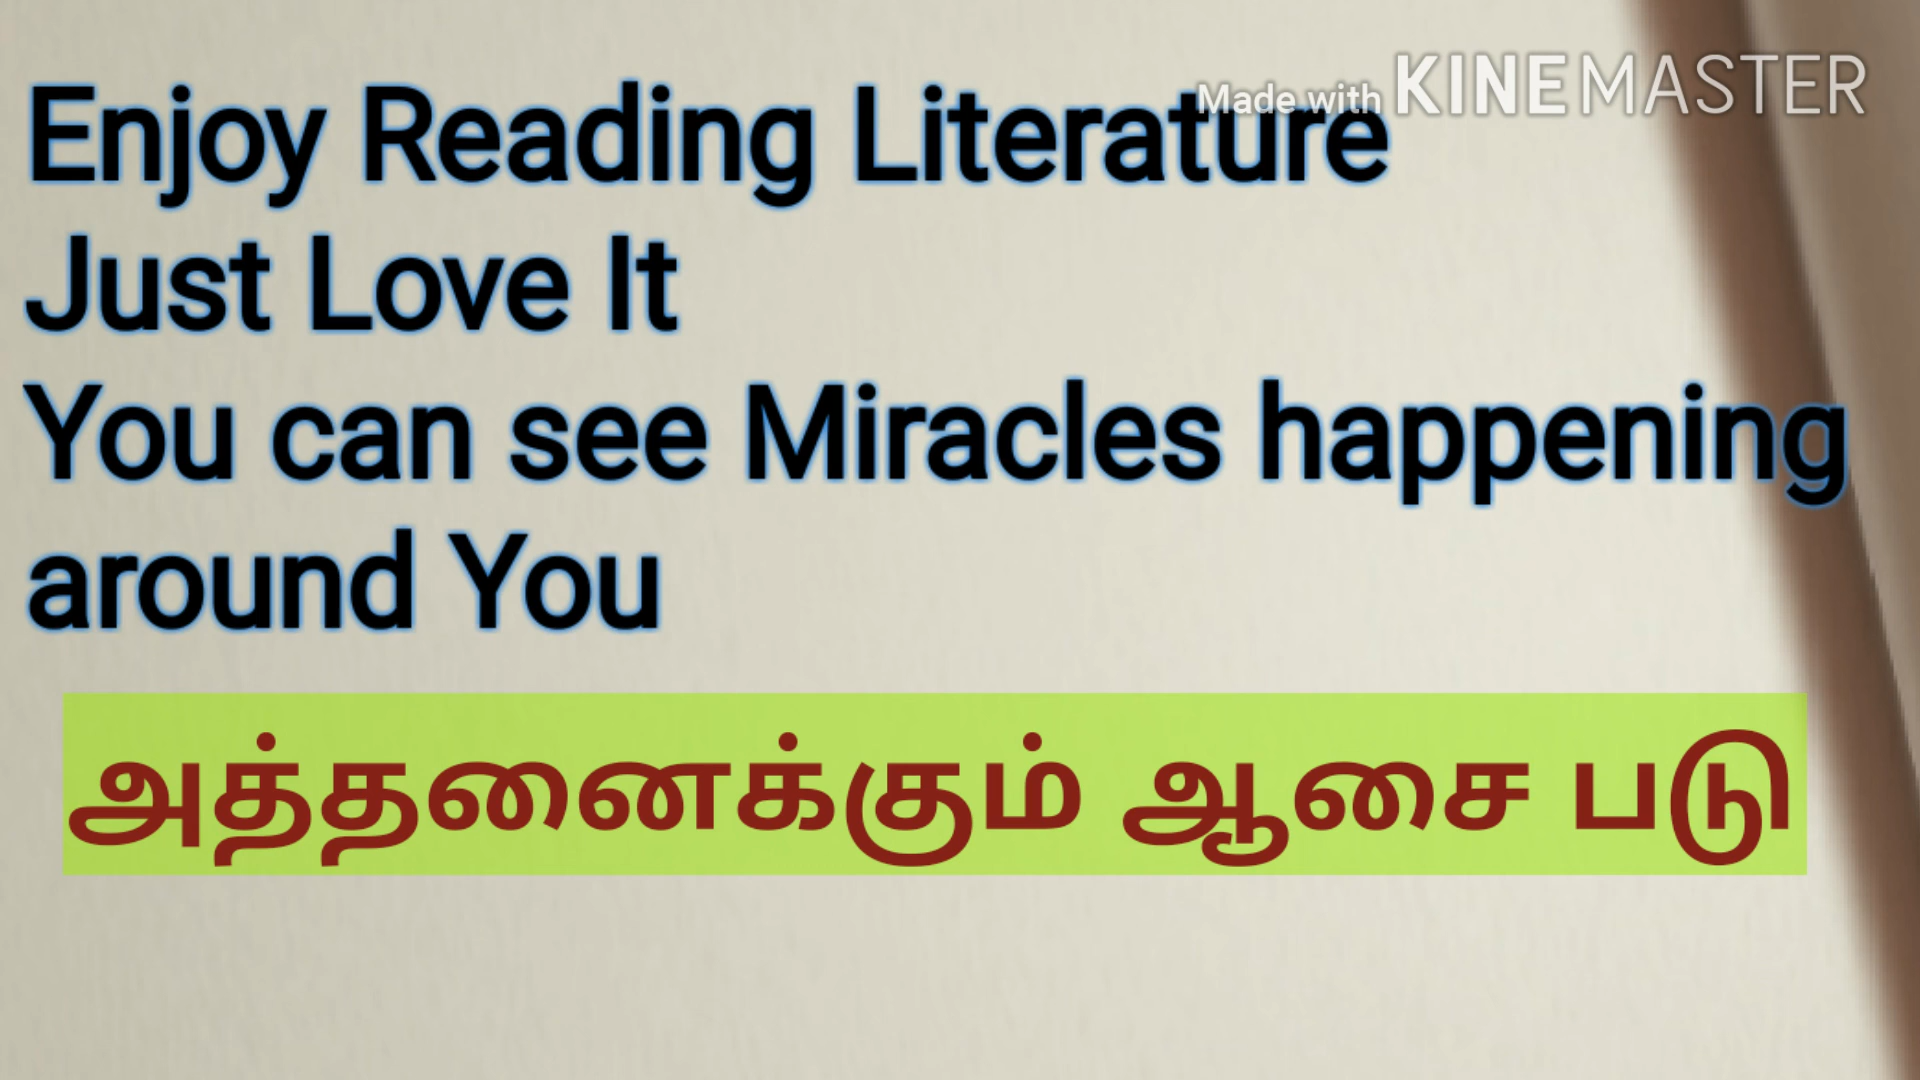 Made with KINEMASTER
Enjoy Reading Literature
Just Love It
You can see Miracles happening
around You
அத்தனைக்கும் ஆசை படு